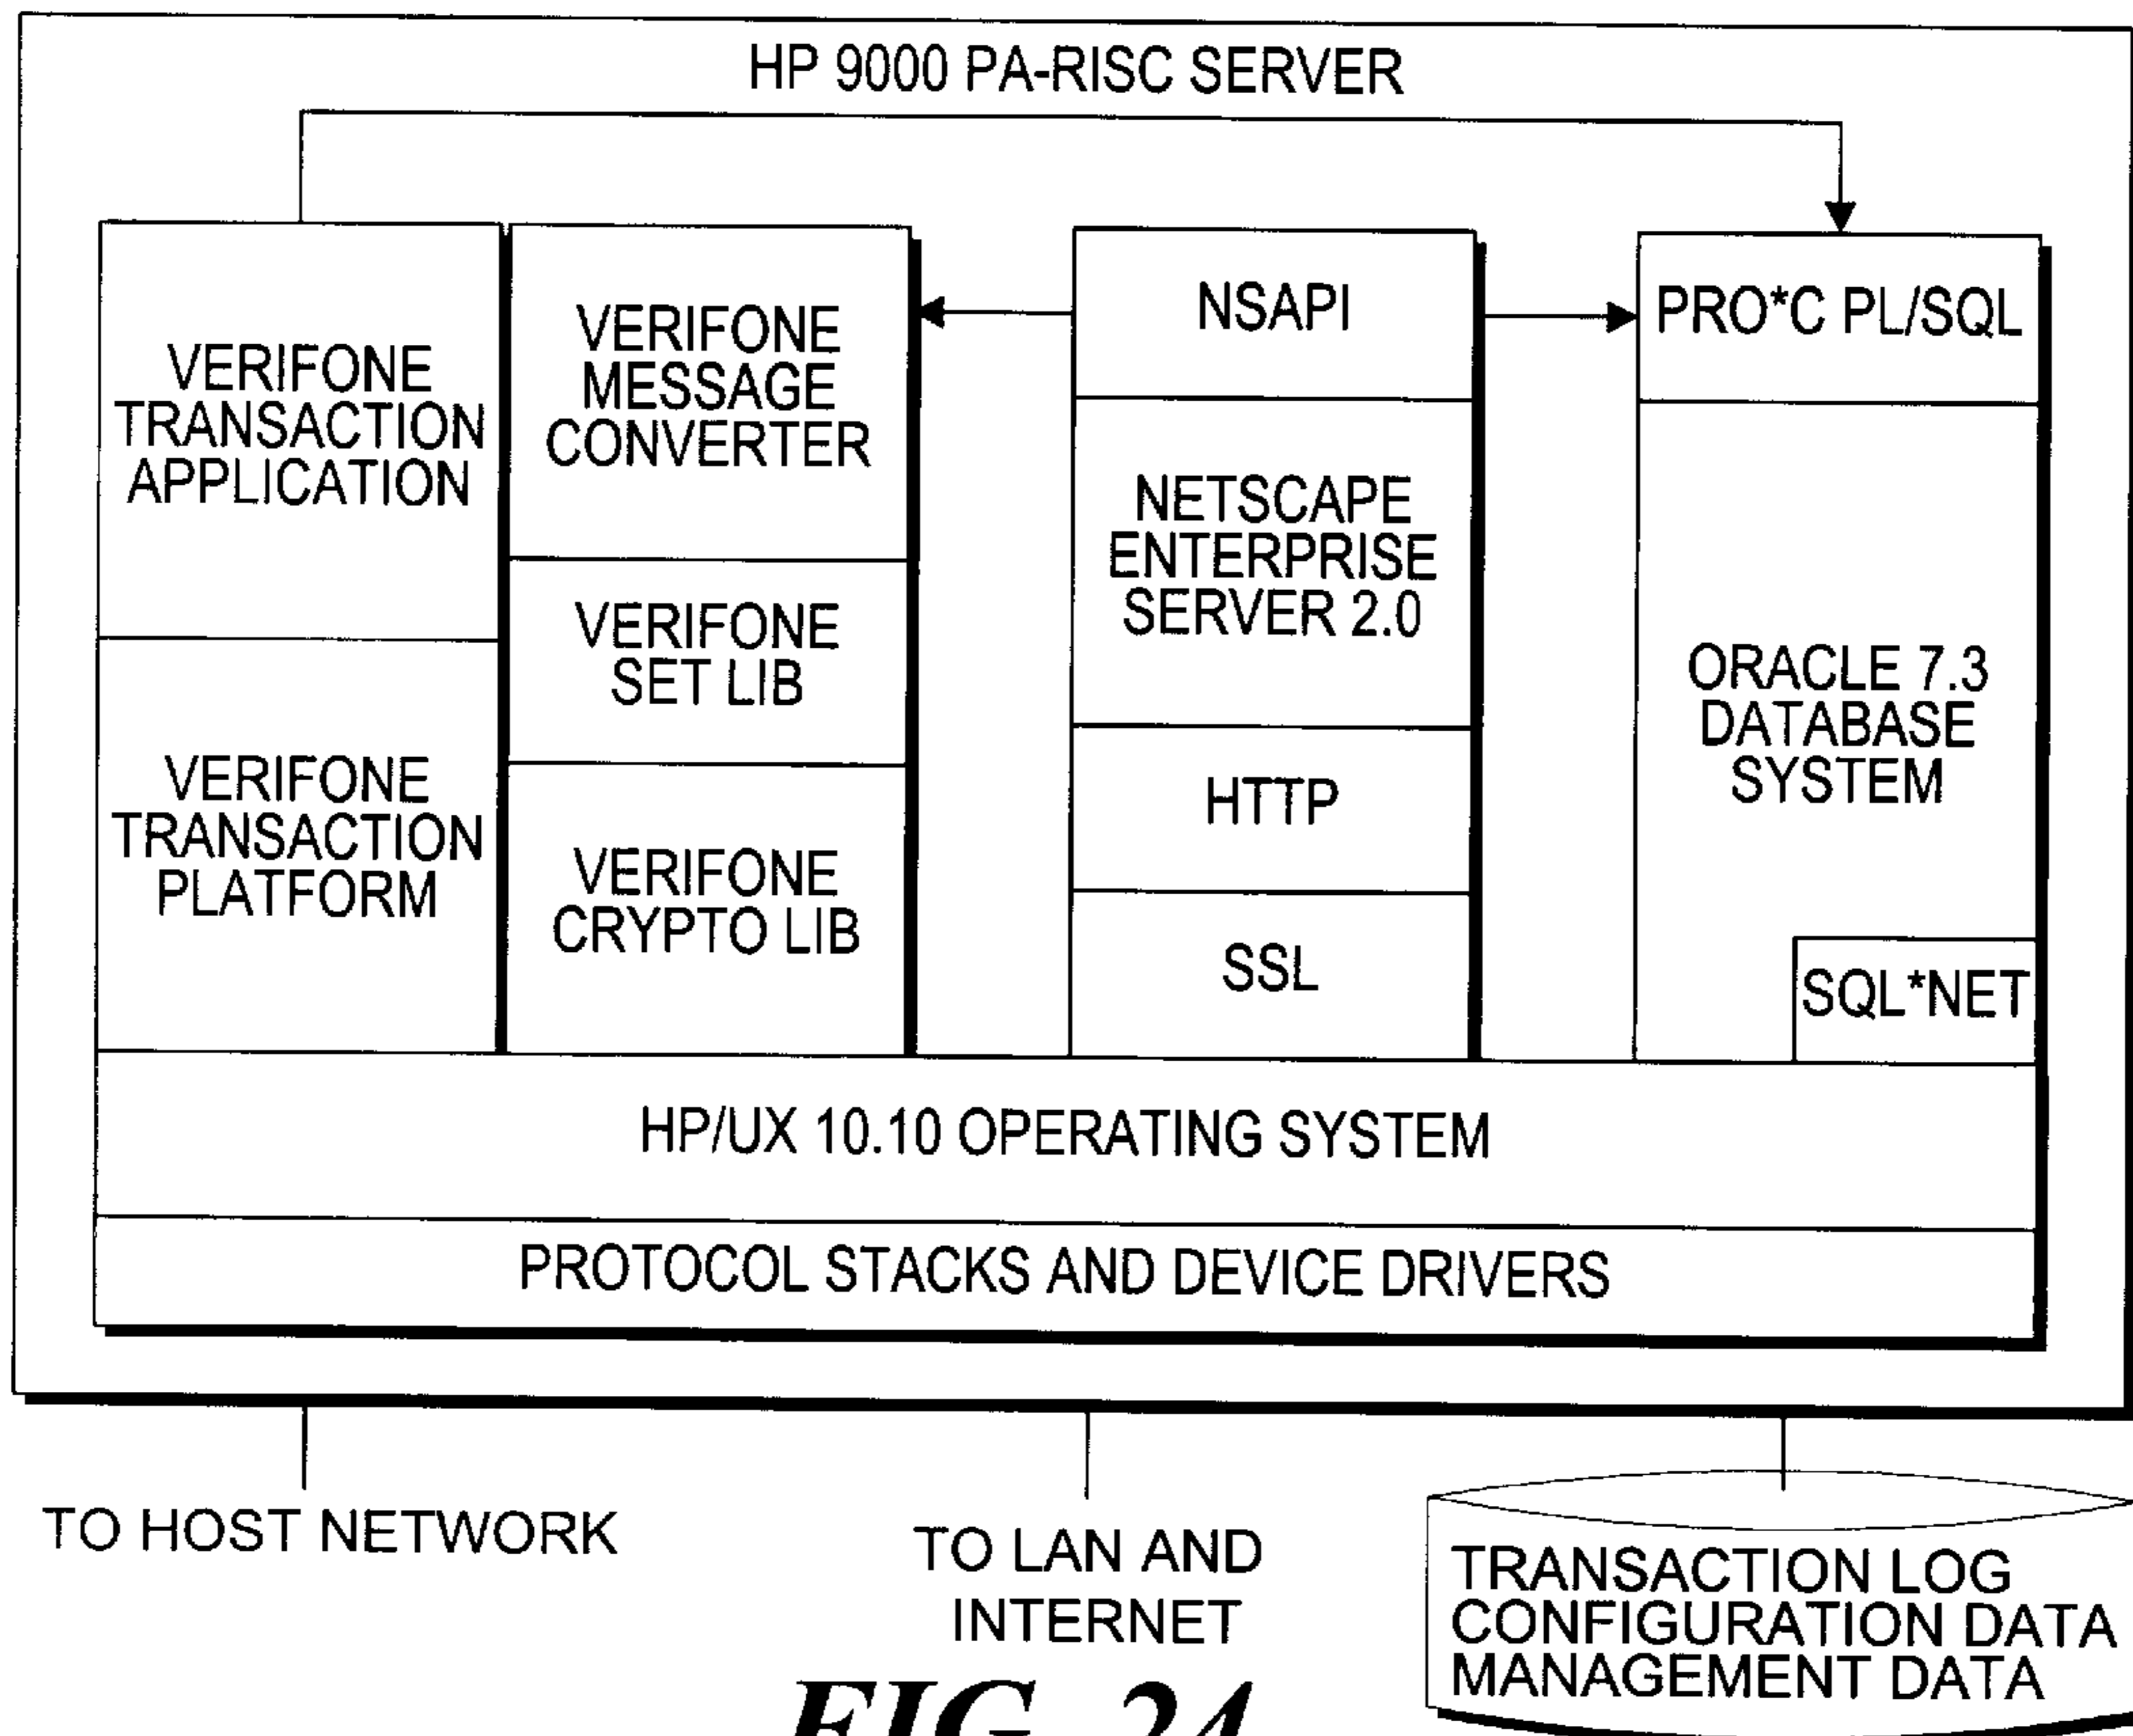 HP 9000 PA-RISC SERVER
VERIFONE
TRANSACTION
APPLICATION
VERIFONE
TRANSACTION
PLATFORM
VERIFONE
MESSAGE
CONVERTER
VERIFONE
SET LIB
VERIFONE
CRYPTO LIB
NSAPI
NETSCAPE
ENTERPRISE
SERVER 2.0
HTTP
SSL
PRO*C PL/SQL
ORACLE 7.3
DATABASE
SYSTEM
SQL*NET
HP/UX 10.10 OPERATING SYSTEM
PROTOCOL STACKS AND DEVICE DRIVERS
TO HOST NETWORK
TO LAN AND
INTERNET
TRANSACTION LOG
CONFIGURATION DATA
MANAGEMENT DATA
FIG. 24